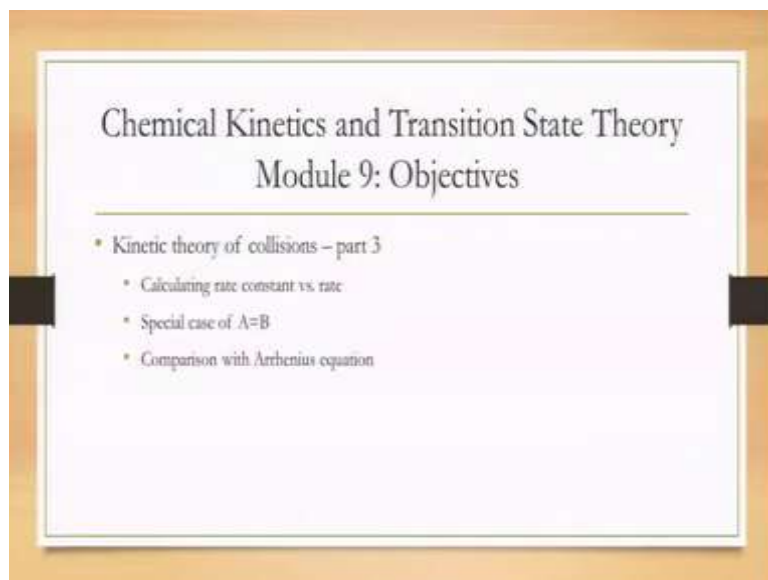 Chemical Kinetics and Transition State Theory
Module 9: Objectives
• Kinetic theory of collisions – part 3
• Calculating rate constant vs. rate
• Special case of A=B
• Comparison with Arrhenius equation